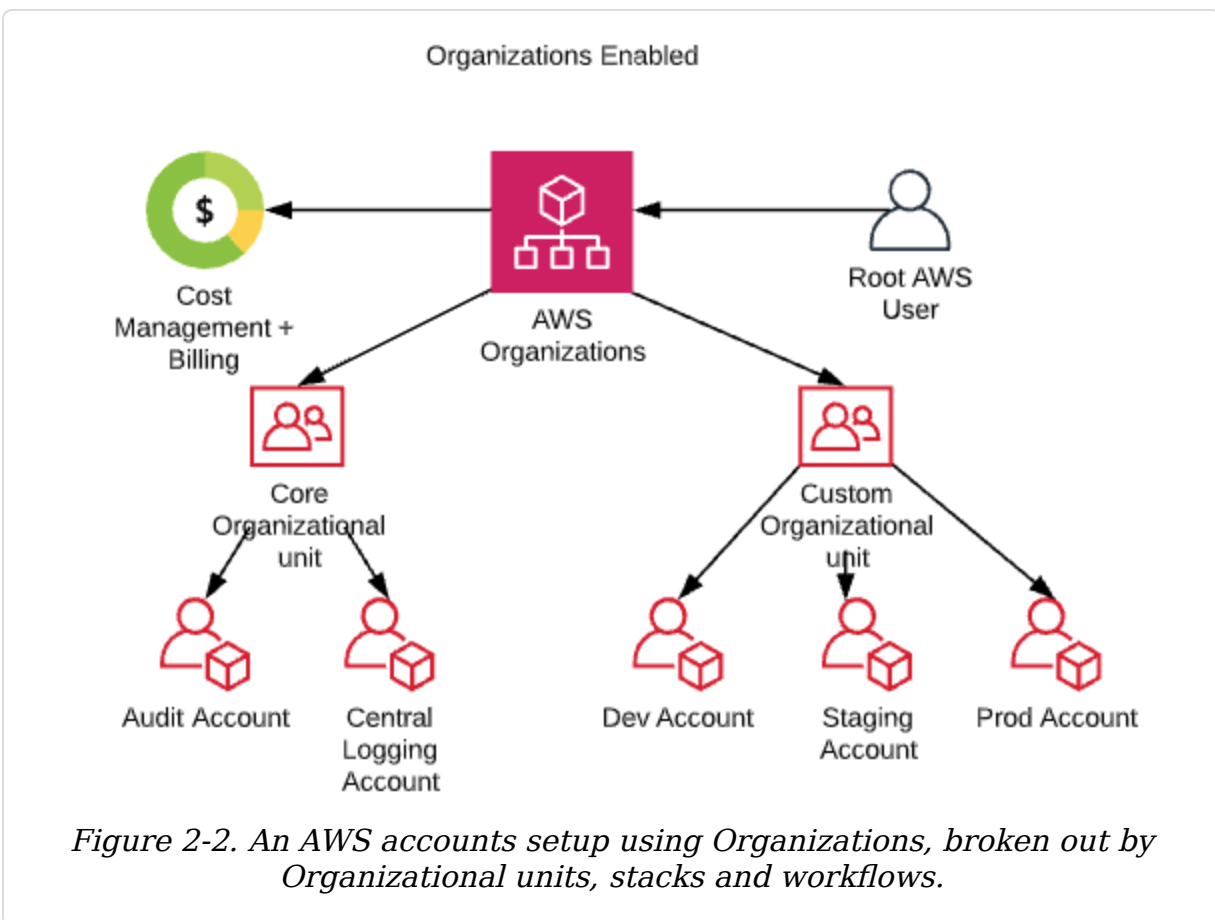 Organizations Enabled
$
Cost
Management +
Billing
AWS
Organizations
Root AWS
User
Core
Organizational
unit
Custom
Organizational
unit
Audit Account
Central
Logging
Account
Dev Account
Staging
Account
Prod Account
Figure 2-2. An AWS accounts setup using Organizations, broken out by
Organizational units, stacks and workflows.